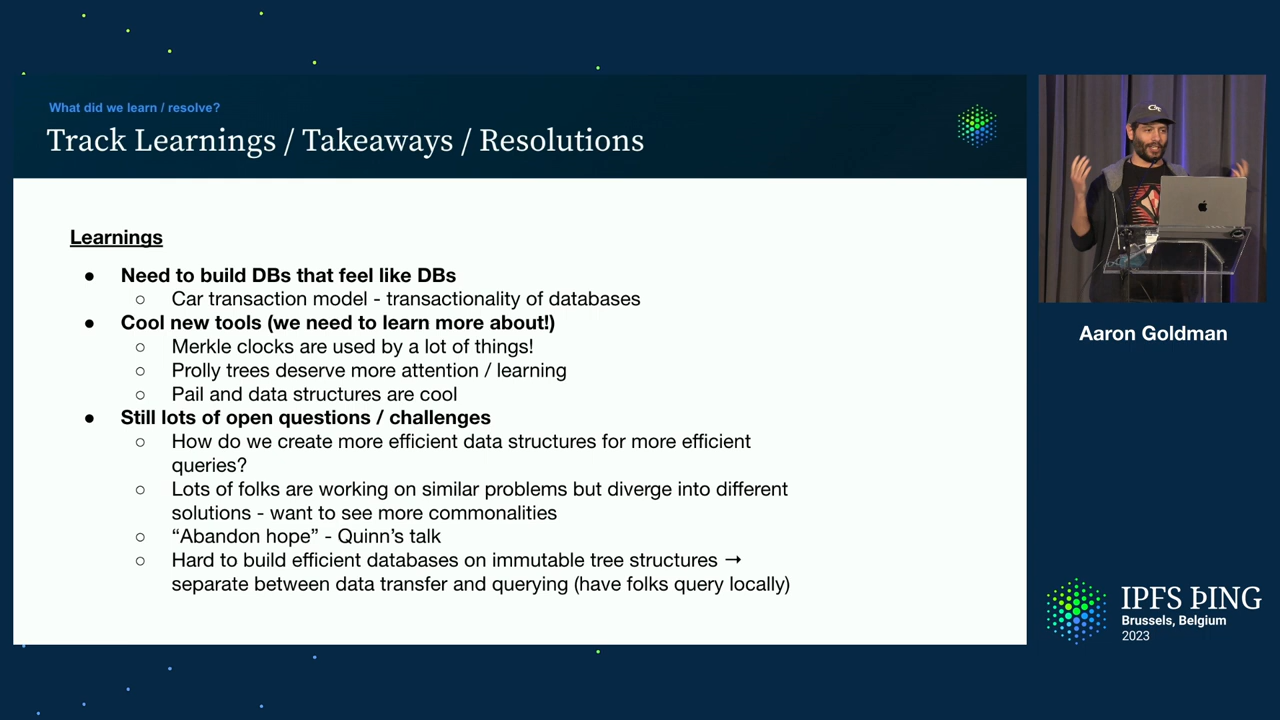 What did we learn / resolve?
Track Learnings / Takeaways / Resolutions
Learnings
● Need to build DBs that feel like DBs
○ Car transaction model - transactionality of databases
● Cool new tools (we need to learn more about!)
○ Merkle clocks are used by a lot of things!
○ Prolly trees deserve more attention / learning
○ Pail and data structures are cool
● Still lots of open questions / challenges
○ How do we create more efficient data structures for more efficient
queries?
○ Lots of folks are working on similar problems but diverge into different
solutions - want to see more commonalities
○ “Abandon hope” - Quinn’s talk
○ Hard to build efficient databases on immutable tree structures →
separate between data transfer and querying (have folks query locally)
Aaron Goldman
IPFS ÞING
Brussels, Belgium
2023